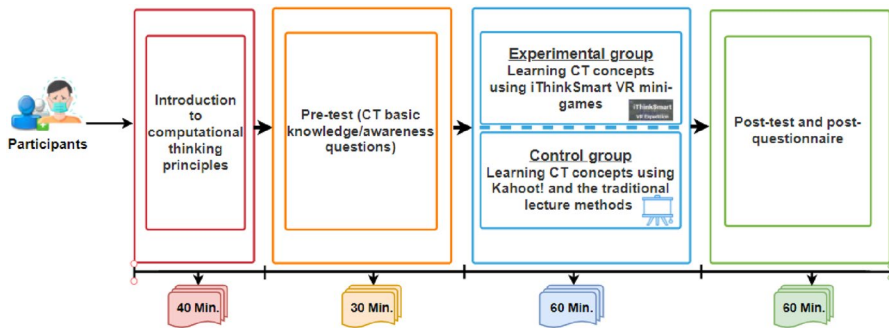 Participants
Introduction
to
computational
thinking
principles
Pre-test (CT basic
knowledge/awareness
questions)
Experimental group
Learning CT concepts
using iThinkSmart VR mini-
games
iThinkSmart
Control group
Learning CT concepts using
Kahoot! and the traditional
lecture methods
Post-test and post-
questionnaire
40 Min.
30 Min.
60 Min.
60 Min.